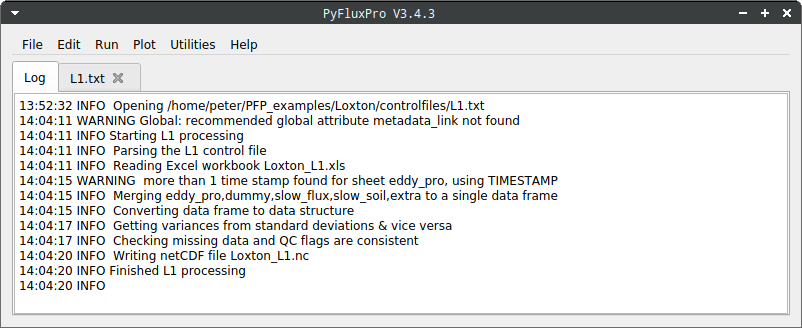 PyFluxPro V3.4.3
File Edit Run Plot Utilities Help
Log L1.txt
13:52:32 INFO  Opening /home/peter/PFP_examples/Loxton/controlfiles/L1.txt
14:04:11 WARNING Global: recommended global attribute metadata_link not found
14:04:11 INFO Starting L1 processing
14:04:11 INFO  Parsing the L1 control file
14:04:11 INFO  Reading Excel workbook Loxton_L1.xls
14:04:15 WARNING  more than 1 time stamp found for sheet eddy_pro, using TIMESTAMP
14:04:15 INFO  Merging eddy_pro,dummy,slow_flux,slow_soil,extra to a single data frame
14:04:15 INFO  Converting data frame to data structure
14:04:17 INFO  Getting variances from standard deviations & vice versa
14:04:17 INFO  Checking missing data and QC flags are consistent
14:04:20 INFO  Writing netCDF file Loxton_L1.nc
14:04:20 INFO Finished L1 processing
14:04:20 INFO